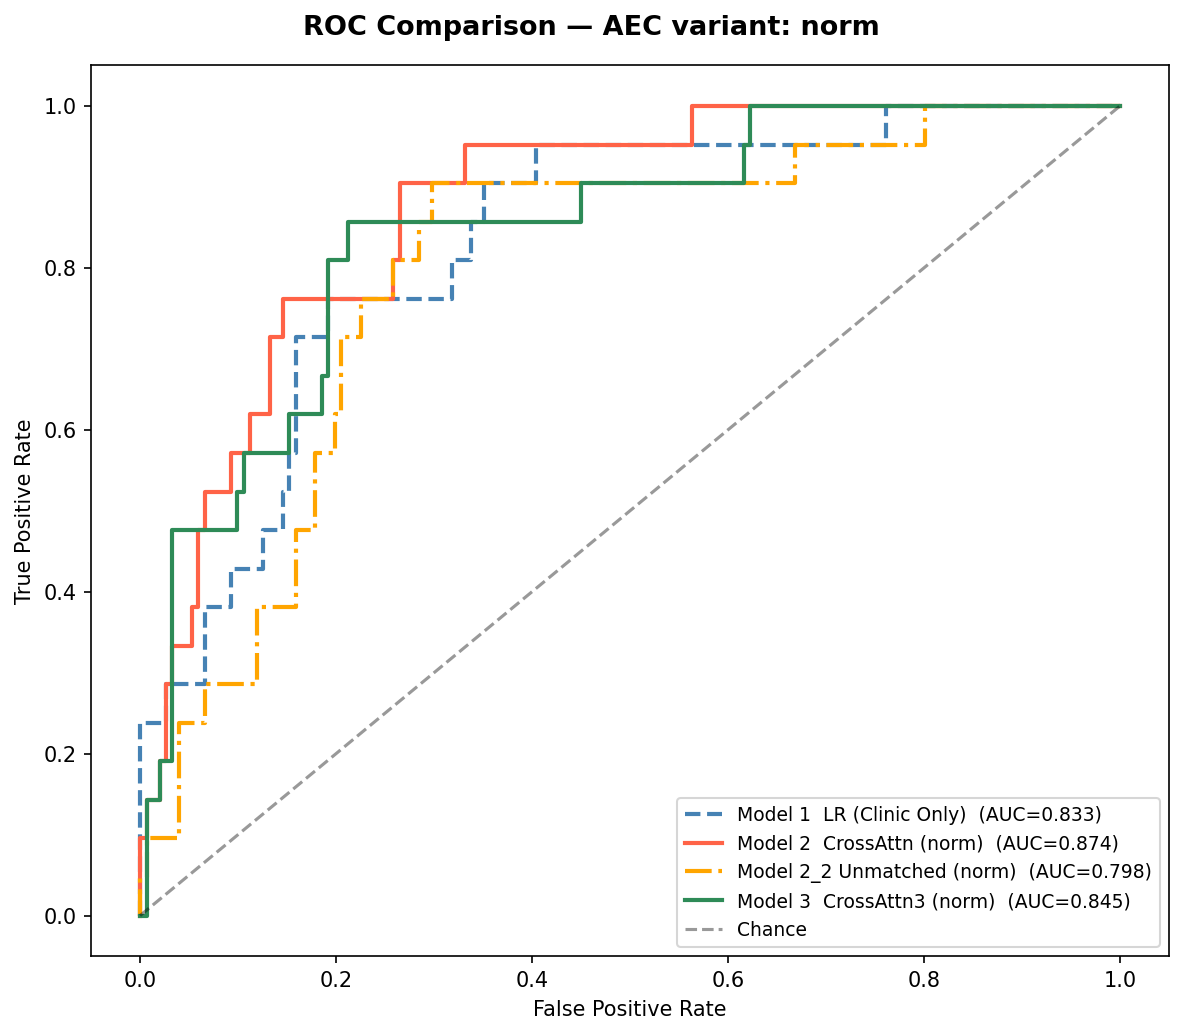 ROC Comparison — AEC variant: norm
1.0
0.8
0.6
0.4
0.2
0.0
True Positive Rate
0.0 0.2 0.4 0.6 0.8 1.0
False Positive Rate
Model 1  LR (Clinic Only)  (AUC=0.833)
Model 2  CrossAttn (norm)  (AUC=0.874)
Model 2_2 Unmatched (norm)  (AUC=0.798)
Model 3  CrossAttn3 (norm)  (AUC=0.845)
Chance